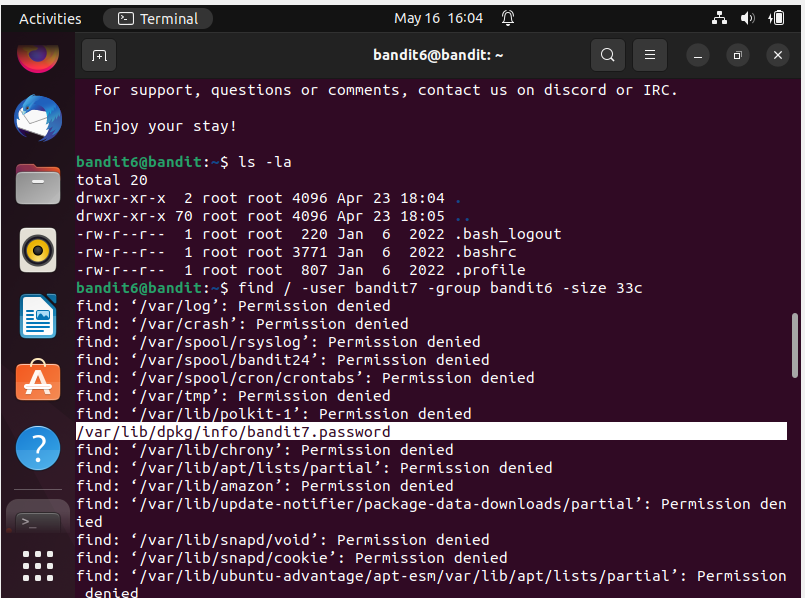 Activities
Terminal
May 16 16:04
bandit6@bandit: ~
For support, questions or comments, contact us on discord or IRC.
Enjoy your stay!
bandit6@bandit:~$ ls -la
total 20
drwxr-xr-x  2 root root 4096 Apr 23 18:04 .
drwxr-xr-x 70 root root 4096 Apr 23 18:05 ..
-rw-r--r--  1 root root  220 Jan  6  2022 .bash_logout
-rw-r--r--  1 root root 3771 Jan  6  2022 .bashrc
-rw-r--r--  1 root root  807 Jan  6  2022 .profile
bandit6@bandit:~$ find / -user bandit7 -group bandit6 -size 33c
find: ‘/var/log’: Permission denied
find: ‘/var/crash’: Permission denied
find: ‘/var/spool/rsyslog’: Permission denied
find: ‘/var/spool/bandit24’: Permission denied
find: ‘/var/spool/cron/crontabs’: Permission denied
find: ‘/var/tmp’: Permission denied
find: ‘/var/lib/polkit-1’: Permission denied
/var/lib/dpkg/info/bandit7.password
find: ‘/var/lib/chrony’: Permission denied
find: ‘/var/lib/apt/lists/partial’: Permission denied
find: ‘/var/lib/amazon’: Permission denied
find: ‘/var/lib/update-notifier/package-data-downloads/partial’: Permission den
ied
find: ‘/var/lib/snapd/void’: Permission denied
find: ‘/var/lib/snapd/cookie’: Permission denied
find: ‘/var/lib/ubuntu-advantage/apt-esm/var/lib/apt/lists/partial’: Permission
denied